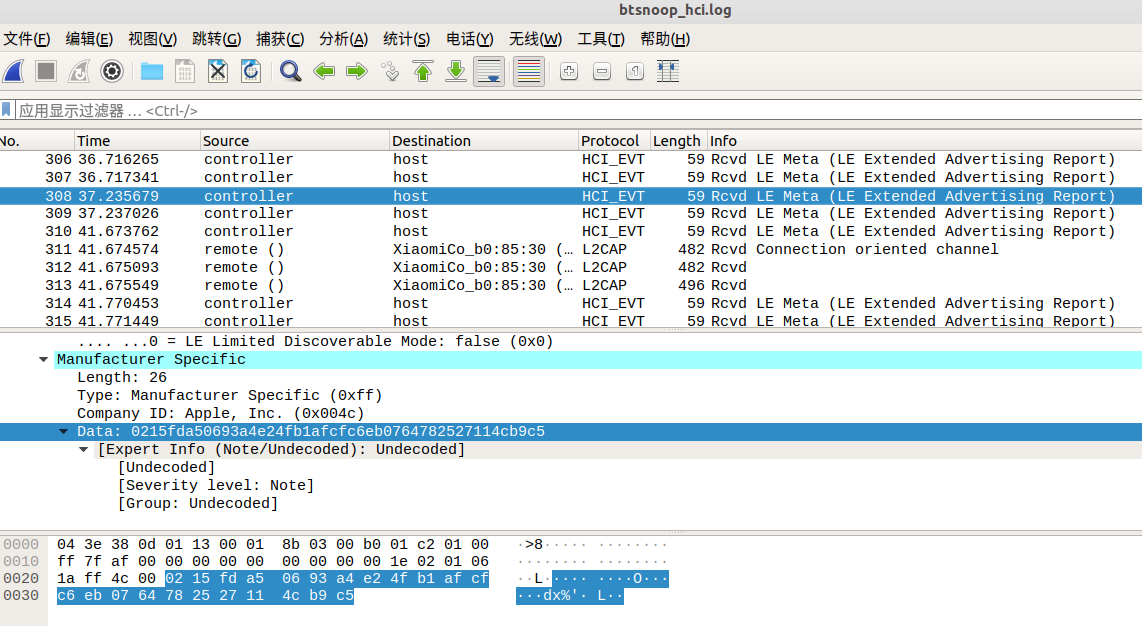 btsnoop_hci.log
文件(F) 编辑(E) 视图(V) 跳转(G) 捕获(C) 分析(A) 统计(S) 电话(Y) 无线(W) 工具(T) 帮助(H)
应用显示过滤器 … <Ctrl-/>
No. Time Source Destination Protocol Length Info
306 36.716265 controller host HCI_EVT 59 Rcvd LE Meta (LE Extended Advertising Report)
307 36.717341 controller host HCI_EVT 59 Rcvd LE Meta (LE Extended Advertising Report)
308 37.235679 controller host HCI_EVT 59 Rcvd LE Meta (LE Extended Advertising Report)
309 37.237026 controller host HCI_EVT 59 Rcvd LE Meta (LE Extended Advertising Report)
310 41.673762 controller host HCI_EVT 59 Rcvd LE Meta (LE Extended Advertising Report)
311 41.674574 remote () XiaomiCo_b0:85:30 (… L2CAP 482 Rcvd Connection oriented channel
312 41.675093 remote () XiaomiCo_b0:85:30 (… L2CAP 482 Rcvd
313 41.675549 remote () XiaomiCo_b0:85:30 (… L2CAP 496 Rcvd
314 41.770453 controller host HCI_EVT 59 Rcvd LE Meta (LE Extended Advertising Report)
315 41.771449 controller host HCI_EVT 59 Rcvd LE Meta (LE Extended Advertising Report)
.... ...0 = LE Limited Discoverable Mode: false (0x0)
Manufacturer Specific
Length: 26
Type: Manufacturer Specific (0xff)
Company ID: Apple, Inc. (0x004c)
Data: 0215fda50693a4e24fb1afcfc6eb0764782527114cb9c5
[Expert Info (Note/Undecoded): Undecoded]
[Undecoded]
[Severity level: Note]
[Group: Undecoded]
0000 04 3e 38 0d 01 13 00 01 8b 03 00 b0 01 c2 01 00 ·>8····· ········
0010 ff 7f af 00 00 00 00 00 00 00 00 00 1e 02 01 06 ········ ········
0020 1a ff 4c 00 02 15 fd a5 06 93 a4 e2 4f b1 af cf ··L····· ····O···
0030 c6 eb 07 64 78 25 27 11 4c b9 c5 ···dx%'· L··